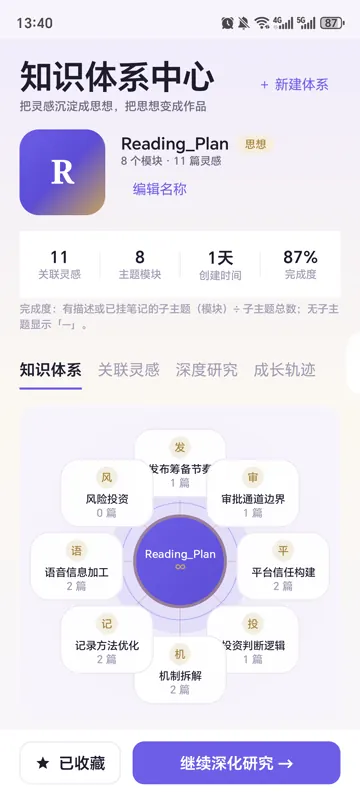 13:40
4G
5G
87
知识体系中心
+ 新建体系
把灵感沉淀成思想，把思想变成作品
R
Reading_Plan 思想
8 个模块 · 11 篇灵感
编辑名称
11
关联灵感
8
主题模块
1天
创建时间
87%
完成度
完成度：有描述或已挂笔记的子主题（模块）÷ 子主题总数；无子主
题显示「—」。
知识体系 关联灵感 深度研究 成长轨迹
发
发布筹备节奏
1 篇
风
风险投资
0 篇
审
审批通道边界
1 篇
语
语音信息加工
2 篇
Reading_Plan
∞
平
平台信任构建
2 篇
记
记录方法优化
2 篇
投
投资判断逻辑
1 篇
机
机制拆解
2 篇
★ 已收藏
继续深化研究 →